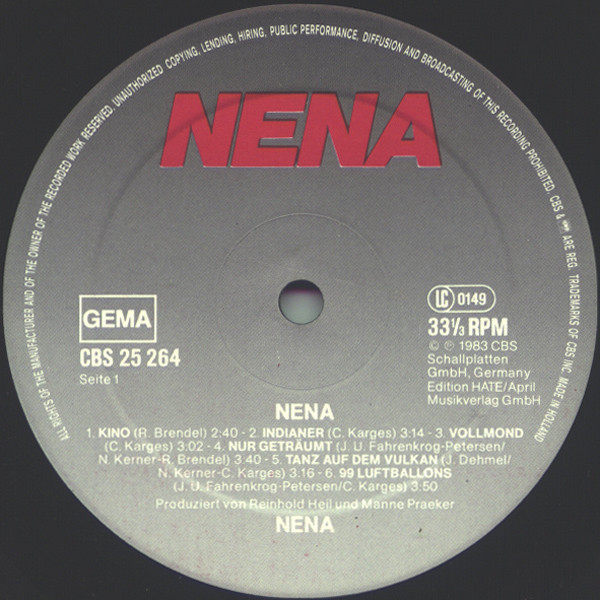 ALL RIGHTS OF THE MANUFACTURER AND OF THE OWNER OF THE RECORDED WORK RESERVED. UNAUTHORIZED COPYING, LENDING, HIRING, PUBLIC PERFORMANCE, DIFFUSION AND BROADCASTING OF THIS RECORDING PROHIBITED. CBS & ARE REG. TRADEMARKS OF CBS INC. MADE IN HOLLAND
NENA
GEMA
CBS 25 264
Seite 1
LC 0149
33⅓ RPM
© ℗ 1983 CBS
Schallplatten
GmbH, Germany
Edition HATE/April
Musikverlag GmbH
NENA
1. KINO (R. Brendel) 2:40 - 2. INDIANER (C. Karges) 3:14 - 3. VOLLMOND
(C. Karges) 3:02 - 4. NUR GETRÄUMT (J. U. Fahrenkrog-Petersen/
N. Kerner-R. Brendel) 3:40 - 5. TANZ AUF DEM VULKAN (J. Dehmel/
N. Kerner-C. Karges) 3:16 - 6. 99 LUFTBALLONS
(J. U. Fahrenkrog-Petersen/C. Karges) 3:50
Produziert von Reinhold Heil und Manne Praeker
NENA